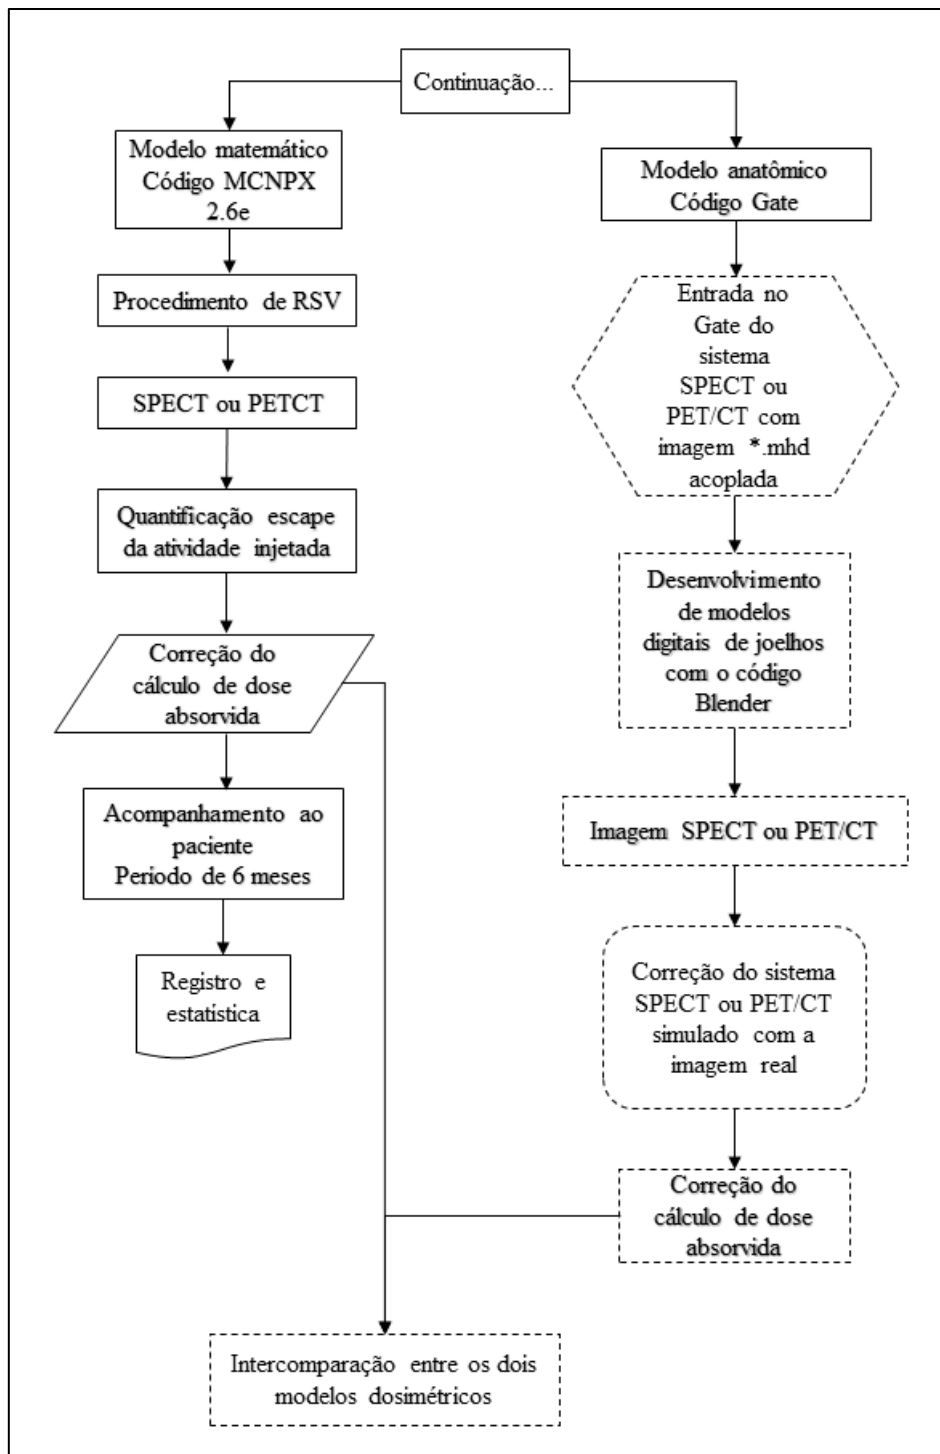 Continuação...
Modelo matemático
Código MCNPX
2.6e
Procedimento de RSV
SPECT ou PETCT
Quantificação escape
da atividade injetada
Correção do
cálculo de dose
absorvida
Acompanhamento ao
paciente
Periodo de 6 meses
Registro e
estatística
Modelo anatômico
Código Gate
Entrada no
Gate do
sistema
SPECT ou
PET/CT com
imagem *.mhd
acoplada
Desenvolvimento
de modelos
digitais de joelhos
com o código
Blender
Imagem SPECT ou PET/CT
Correção do sistema
SPECT ou PET/CT
simulado com a
imagem real
Correção do
cálculo de dose
absorvida
Intercomparação entre os dois
modelos dosimétricos